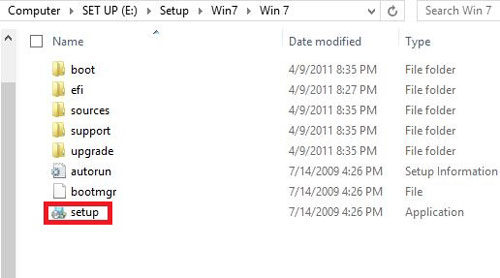 Computer SET UP (E:) Setup Win7 Win 7 Search Win 7
Name Date modified Type
boot 4/9/2011 8:35 PM File folder
efi 4/9/2011 8:27 PM File folder
sources 4/9/2011 8:35 PM File folder
support 4/9/2011 8:35 PM File folder
upgrade 4/9/2011 8:35 PM File folder
autorun 7/14/2009 4:26 PM Setup Information
bootmgr 7/14/2009 4:26 PM File
setup 7/14/2009 4:26 PM Application